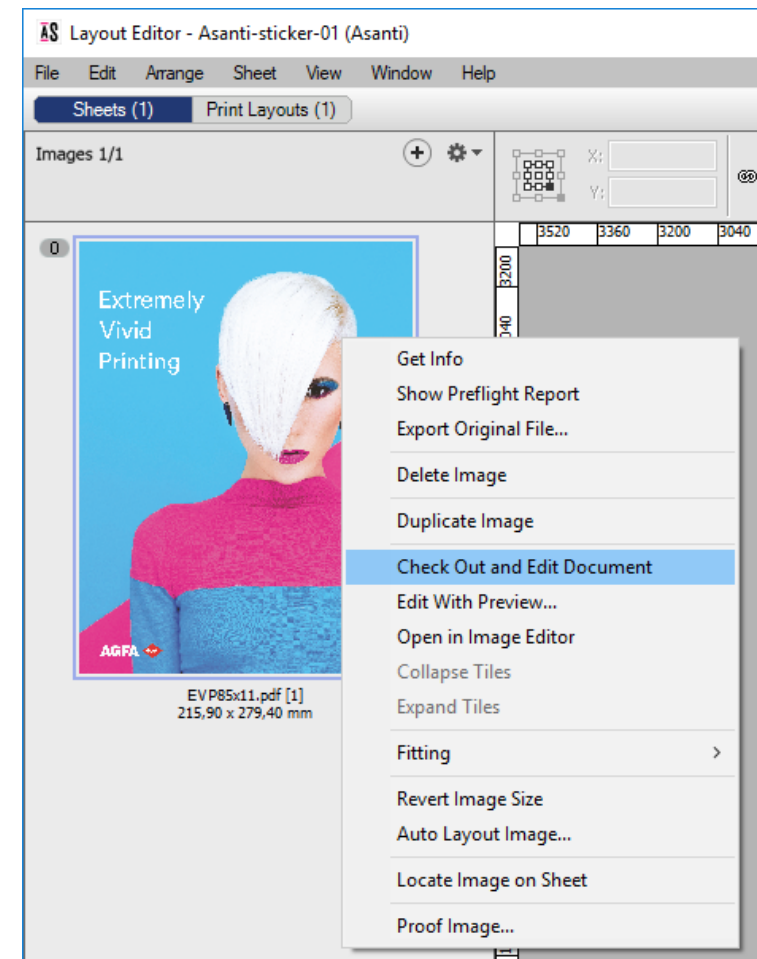 AS Layout Editor - Asanti-sticker-01 (Asanti)
File Edit Arrange Sheet View Window Help
Sheets (1) Print Layouts (1)
Images 1/1
X:
Y:
3520 3360 3200 3040
0
3200
Extremely
Vivid
Printing
AGFA
EVP85x11.pdf [1]
215,90 x 279,40 mm
Get Info
Show Preflight Report
Export Original File...
Delete Image
Duplicate Image
Check Out and Edit Document
Edit With Preview...
Open in Image Editor
Collapse Tiles
Expand Tiles
Fitting
Revert Image Size
Auto Layout Image...
Locate Image on Sheet
Proof Image...